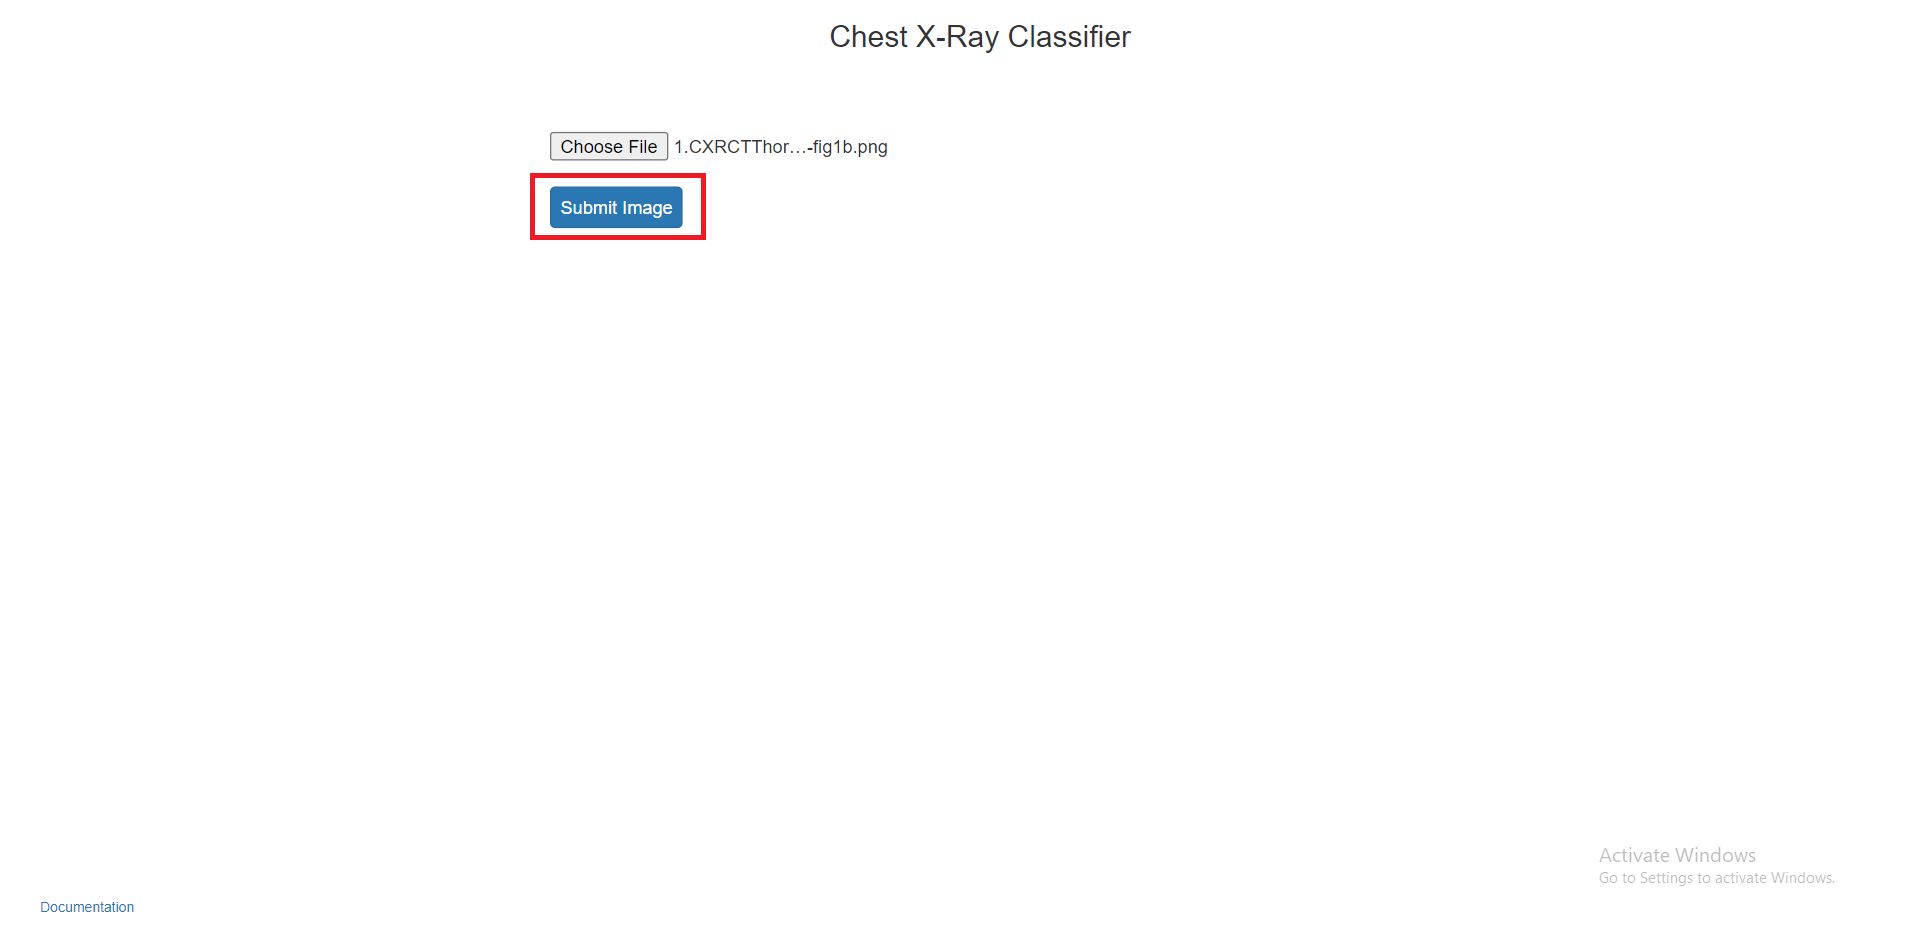 Chest X-Ray Classifier
Choose File 1.CXRCTThor…-fig1b.png
Submit Image
Activate Windows
Go to Settings to activate Windows.
Documentation